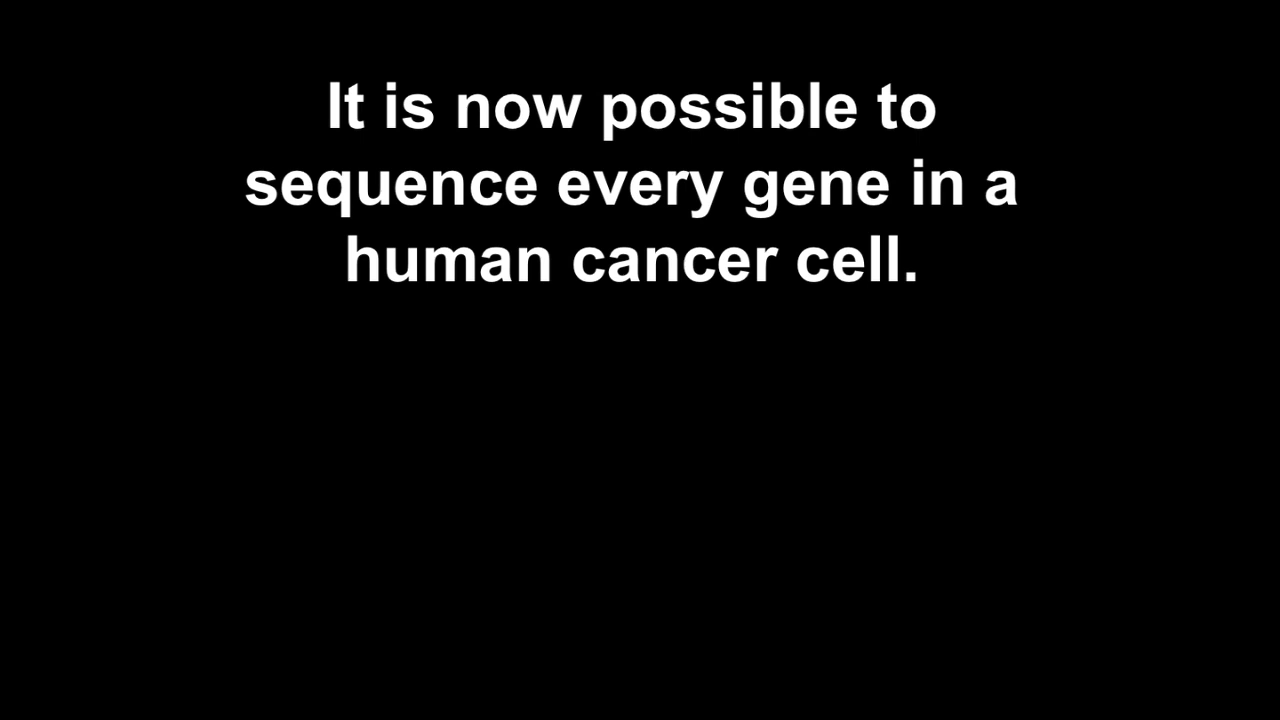 It is now possible to
sequence every gene in a
human cancer cell.